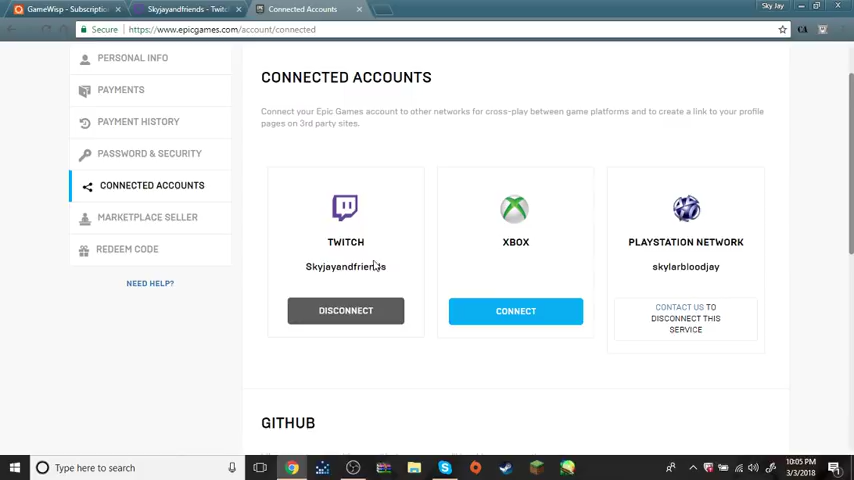 GameWisp - Subscriptio
Skyjayandfriends - Twitch
Connected Accounts
Sky Jay
Secure
https://www.epicgames.com/account/connected
CA
PERSONAL INFO
PAYMENTS
PAYMENT HISTORY
PASSWORD & SECURITY
CONNECTED ACCOUNTS
MARKETPLACE SELLER
REDEEM CODE
NEED HELP?
CONNECTED ACCOUNTS
Connect your Epic Games account to other networks for cross-play between game platforms and to create a link to your profile
pages on 3rd party sites.
TWITCH
Skyjayandfriends
DISCONNECT
XBOX
CONNECT
PLAYSTATION NETWORK
skylarbloodjay
CONTACT US TO
DISCONNECT THIS
SERVICE
GITHUB
Type here to search
10:05 PM
3/3/2018